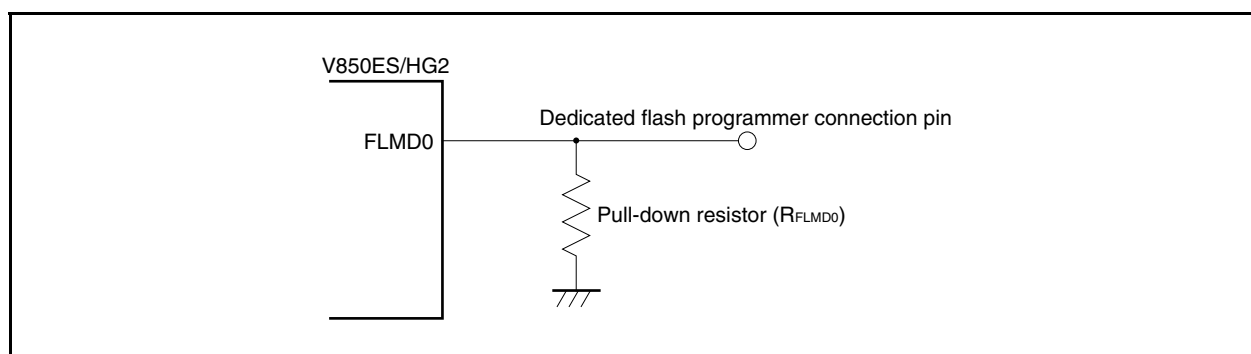 V850ES/HG2
Dedicated flash programmer connection pin
FLMD0
Pull-down resistor (RFLMD0)